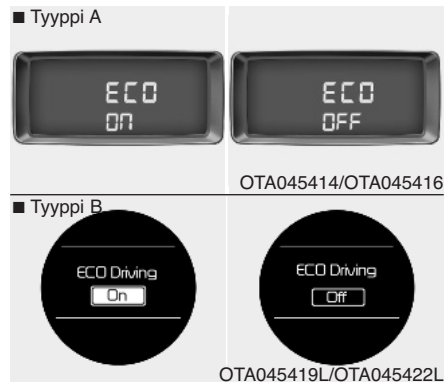 ■ Tyyppi A
ECO
ON
ECO
OFF
OTA045414/OTA045416
■ Tyyppi B
ECO Driving
On
ECO Driving
Off
OTA045419L/OTA045422L